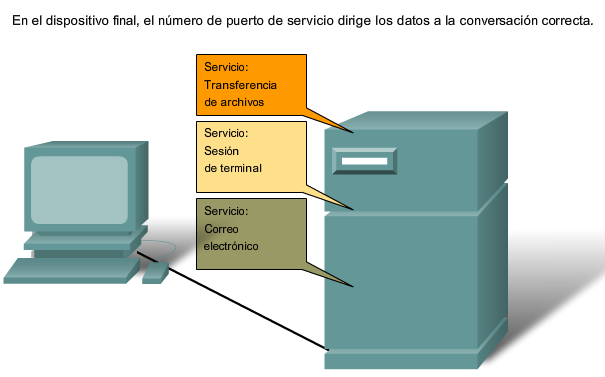 En el dispositivo final, el número de puerto de servicio dirige los datos a la conversación correcta.
Servicio:
Transferencia
de archivos
Servicio:
Sesión
de terminal
Servicio:
Correo
electrónico